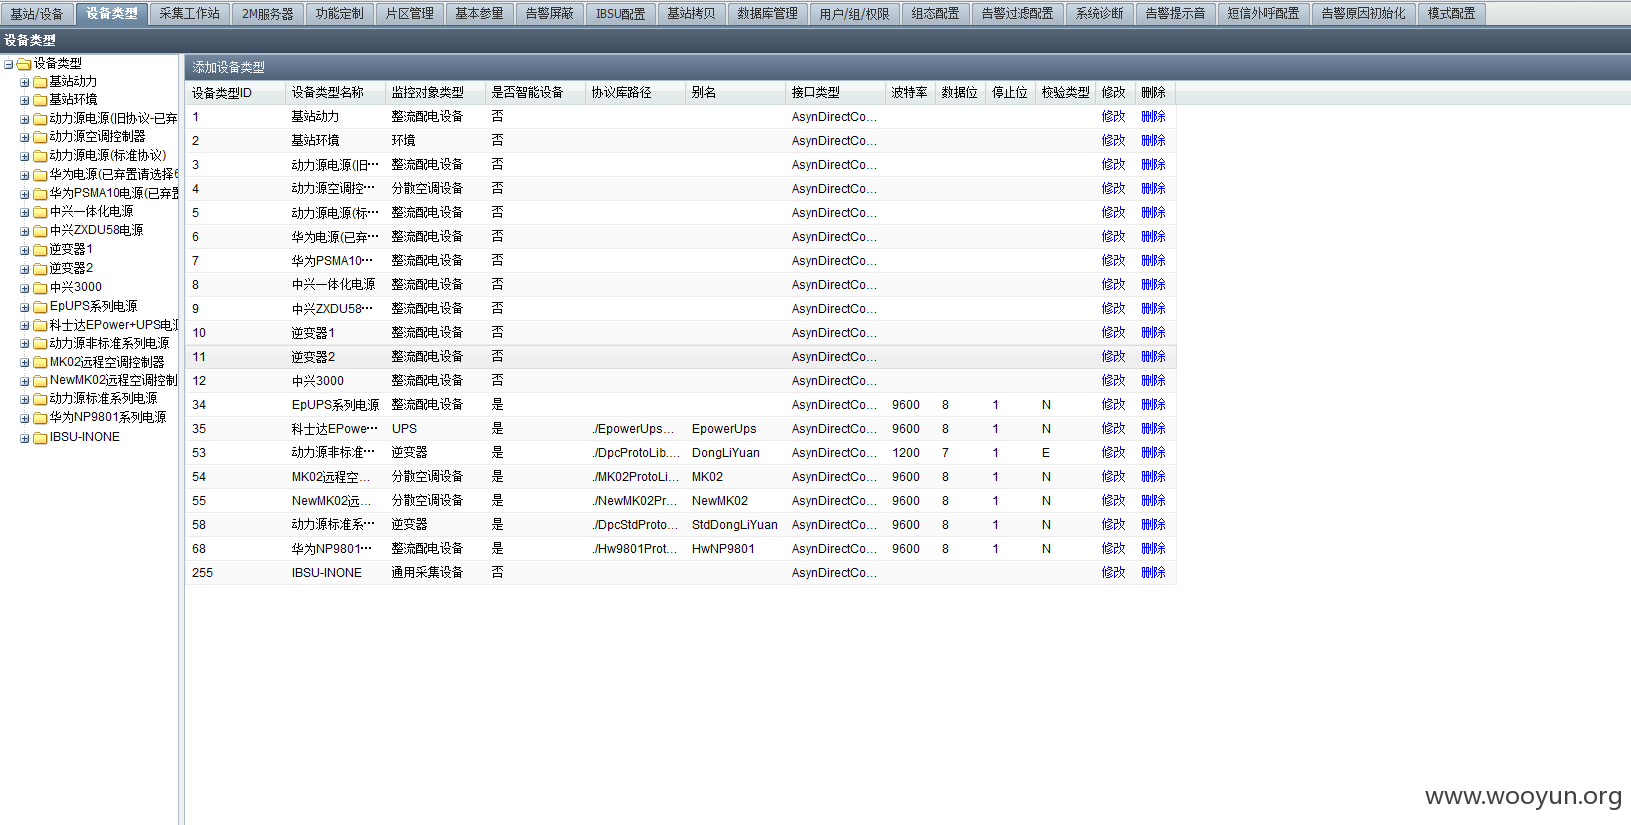 基站/设备 设备类型 采集工作站 2M服务器 功能定制 片区管理 基本参量 告警屏蔽 IBSU配置 基站拷贝 数据库管理 用户/组/权限 组态配置 告警过滤配置 系统诊断 告警提示音 短信外呼配置 告警原因初始化 模式配置
设备类型
设备类型
基站动力
基站环境
动力源电源(旧协议-已弃
动力源空调控制器
动力源电源(标准协议)
华为电源(已弃置请选择6
华为PSMA10电源(已弃置
中兴一体化电源
中兴ZXDU58电源
逆变器1
逆变器2
中兴3000
EpUPS系列电源
科士达EPower+UPS电源
动力源非标准系列电源
MK02远程空调控制器
NewMK02远程空调控制
动力源标准系列电源
华为NP9801系列电源
IBSU-INONE
添加设备类型
设备类型ID 设备类型名称 监控对象类型 是否智能设备 协议库路径 别名 接口类型 波特率 数据位 停止位 校验类型 修改 删除
1 基站动力 整流配电设备 否 AsynDirectCo... 修改 删除
2 基站环境 环境 否 AsynDirectCo... 修改 删除
3 动力源电源(旧… 整流配电设备 否 AsynDirectCo... 修改 删除
4 动力源空调控… 分散空调设备 否 AsynDirectCo... 修改 删除
5 动力源电源(标… 整流配电设备 否 AsynDirectCo... 修改 删除
6 华为电源(已弃… 整流配电设备 否 AsynDirectCo... 修改 删除
7 华为PSMA10… 整流配电设备 否 AsynDirectCo... 修改 删除
8 中兴一体化电源 整流配电设备 否 AsynDirectCo... 修改 删除
9 中兴ZXDU58… 整流配电设备 否 AsynDirectCo... 修改 删除
10 逆变器1 整流配电设备 否 AsynDirectCo... 修改 删除
11 逆变器2 整流配电设备 否 AsynDirectCo... 修改 删除
12 中兴3000 整流配电设备 否 AsynDirectCo... 修改 删除
34 EpUPS系列电源 整流配电设备 是 AsynDirectCo... 9600 8 1 N 修改 删除
35 科士达EPowe… UPS 是 ./EpowerUps... EpowerUps AsynDirectCo... 9600 8 1 N 修改 删除
53 动力源非标准… 逆变器 是 ./DpcProtoLib.... DongLiYuan AsynDirectCo... 1200 7 1 E 修改 删除
54 MK02远程空... 分散空调设备 是 ./MK02ProtoLi... MK02 AsynDirectCo... 9600 8 1 N 修改 删除
55 NewMK02远... 分散空调设备 是 ./NewMK02Pr... NewMK02 AsynDirectCo... 9600 8 1 N 修改 删除
58 动力源标准系… 逆变器 是 ./DpcStdProto... StdDongLiYuan AsynDirectCo... 9600 8 1 N 修改 删除
68 华为NP9801… 整流配电设备 是 ./Hw9801Prot... HwNP9801 AsynDirectCo... 9600 8 1 N 修改 删除
255 IBSU-INONE 通用采集设备 否 AsynDirectCo... 修改 删除
www.wooyun.org